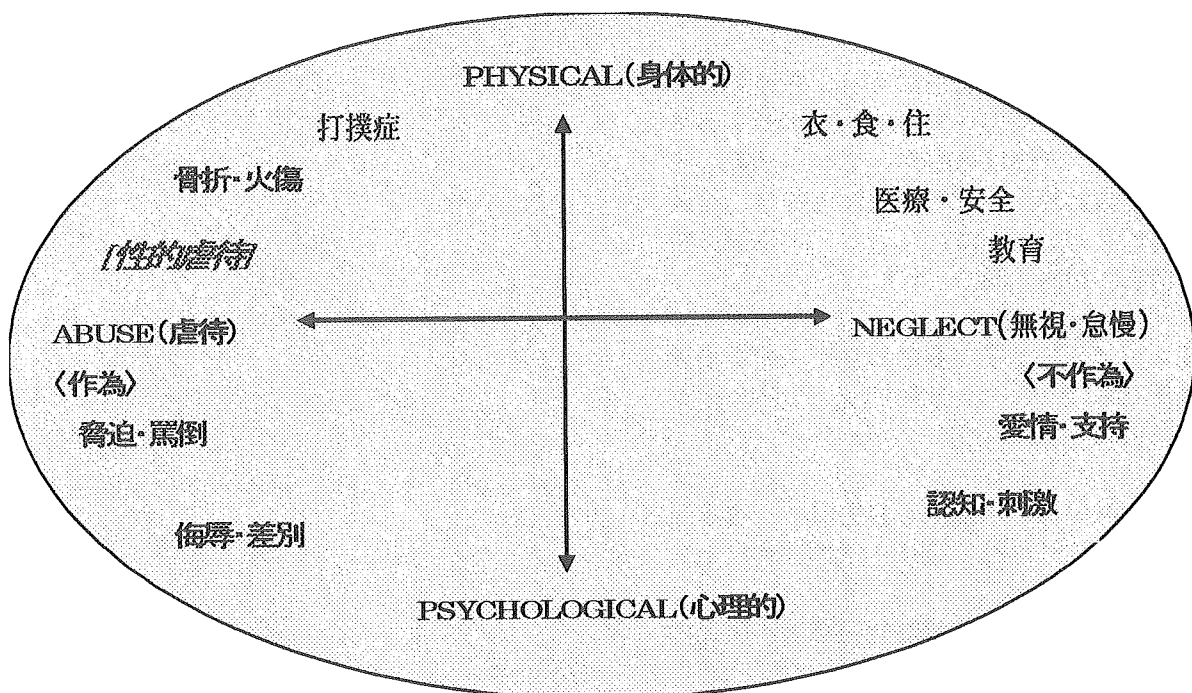 PHYSICAL(身体的)
打撲症
衣・食・住
骨折・火傷
医療・安全
[性的虐待]
教育
ABUSE(虐待)
NEGLECT(無視・怠慢)
〈作為〉
〈不作為〉
脅迫・罵倒
愛情・支持
認知・刺激
侮辱・差別
PSYCHOLOGICAL(心理的)